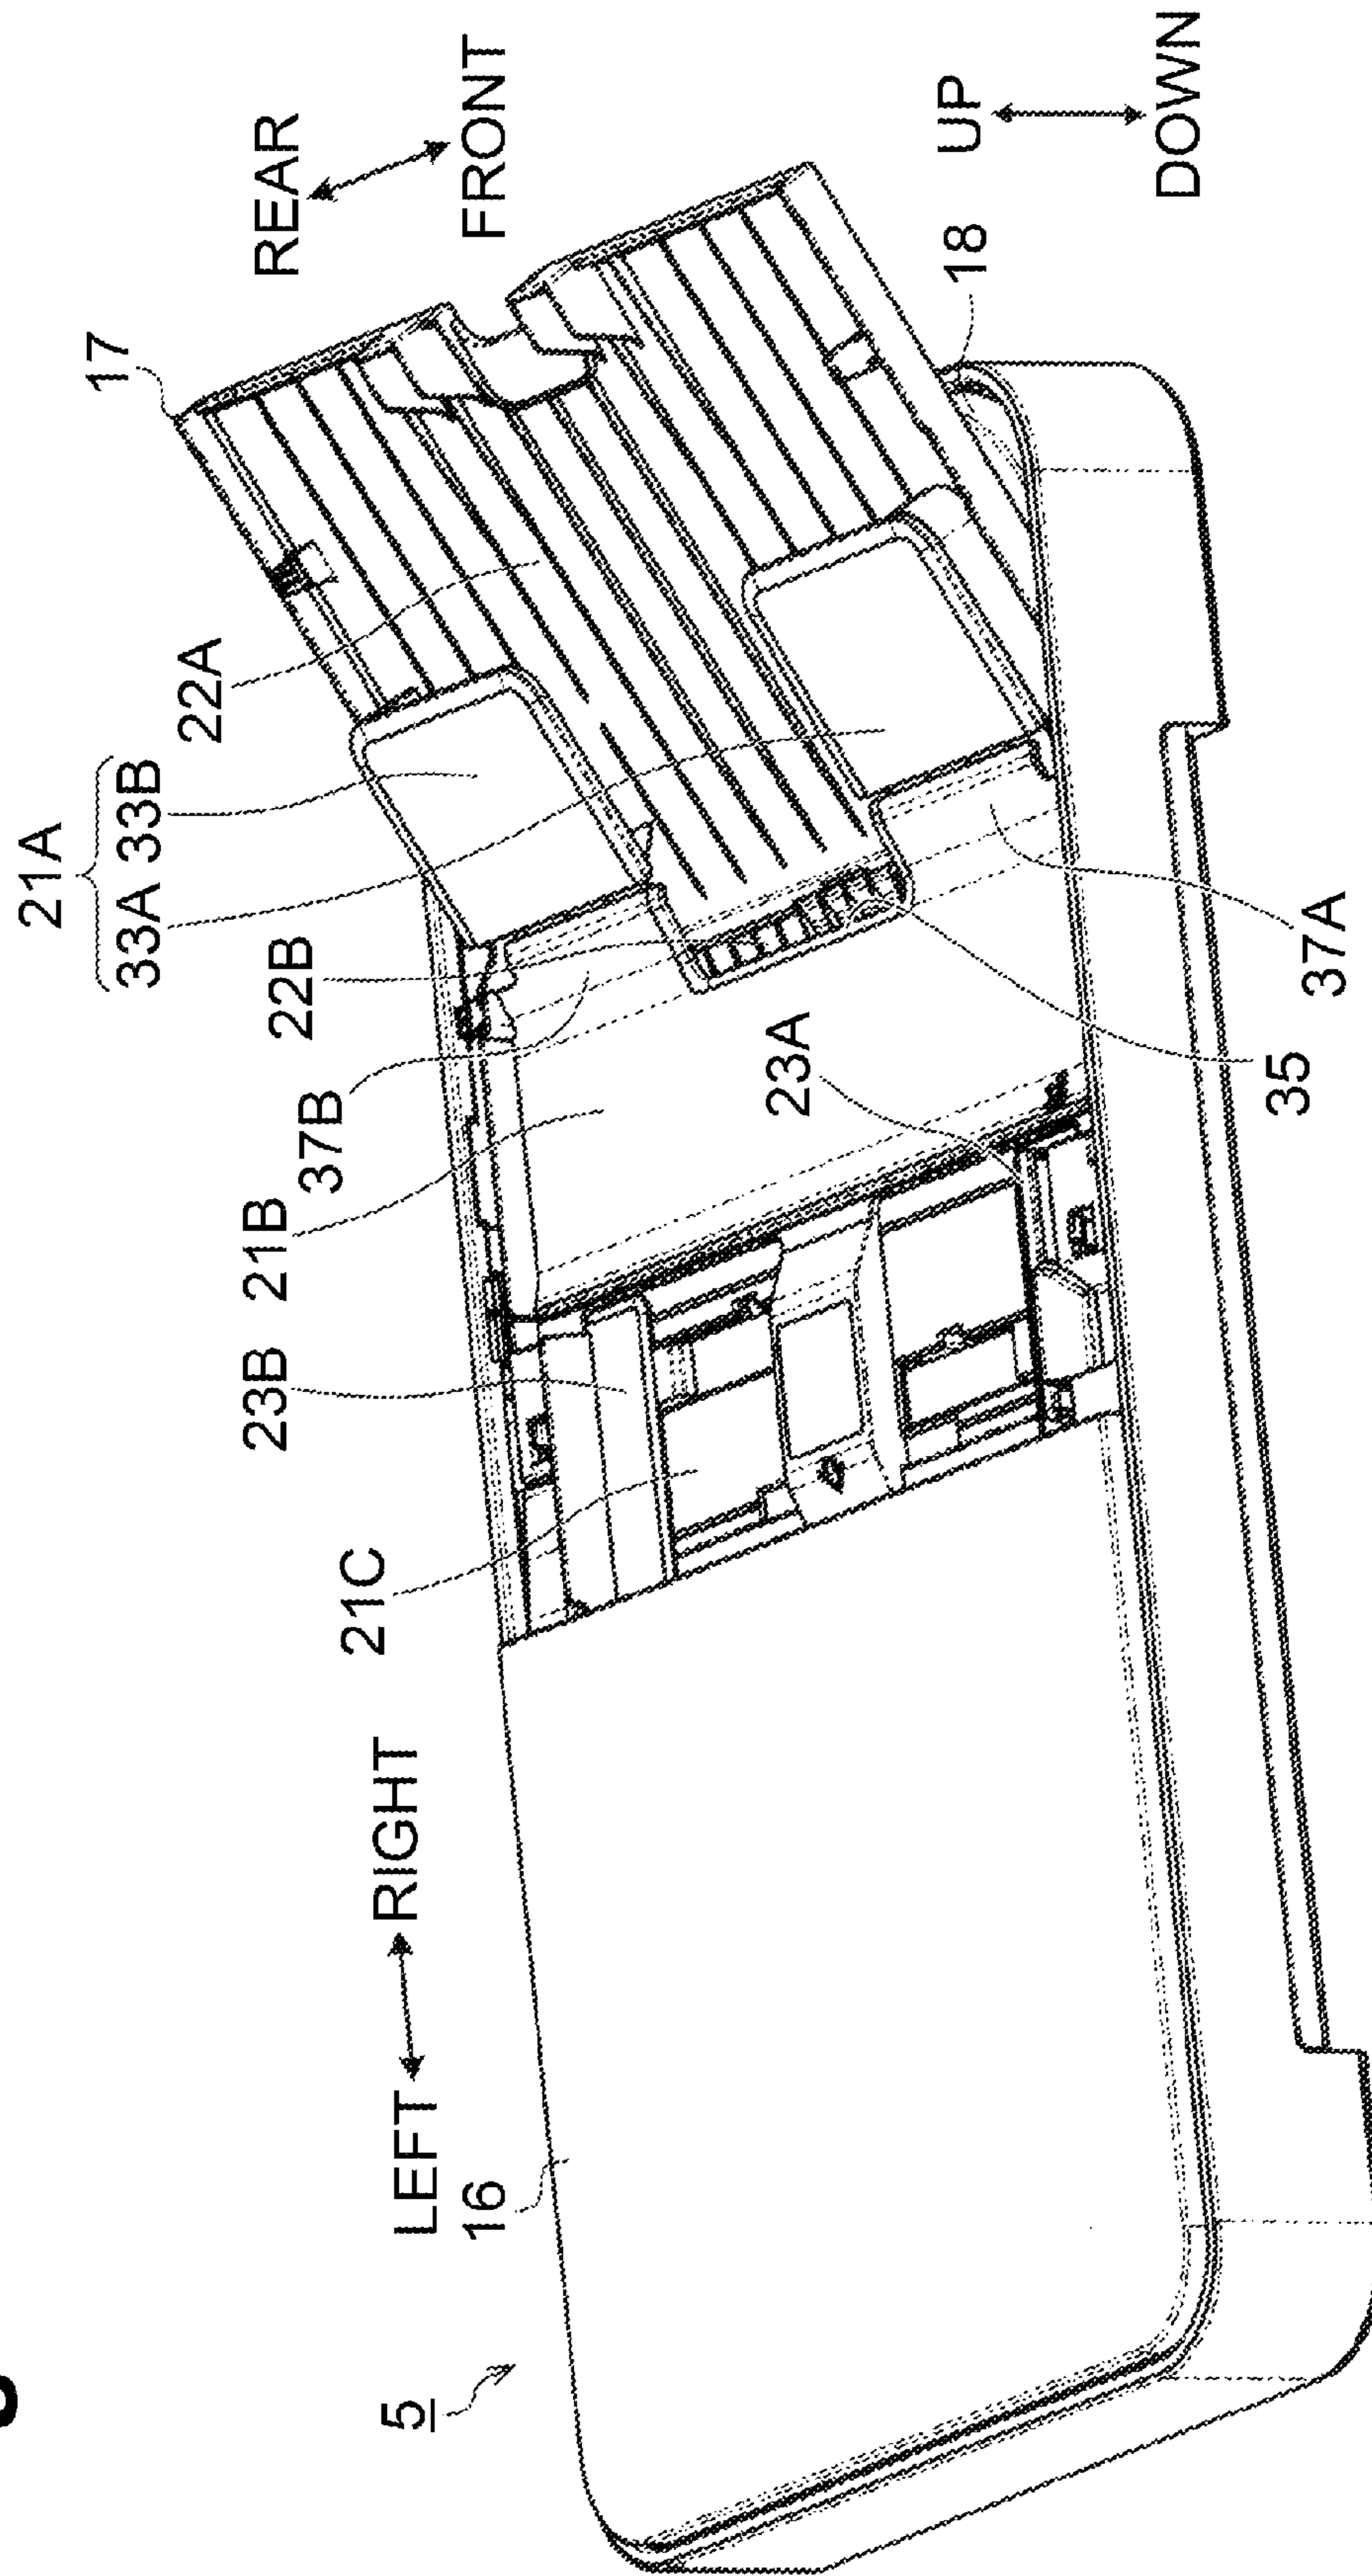 REAR
FRONT
UP
DOWN
17
18
22A
21A
33A 33B
22B
37B
21B
23B
21C
23A
35
37A
LEFT
RIGHT
16
5